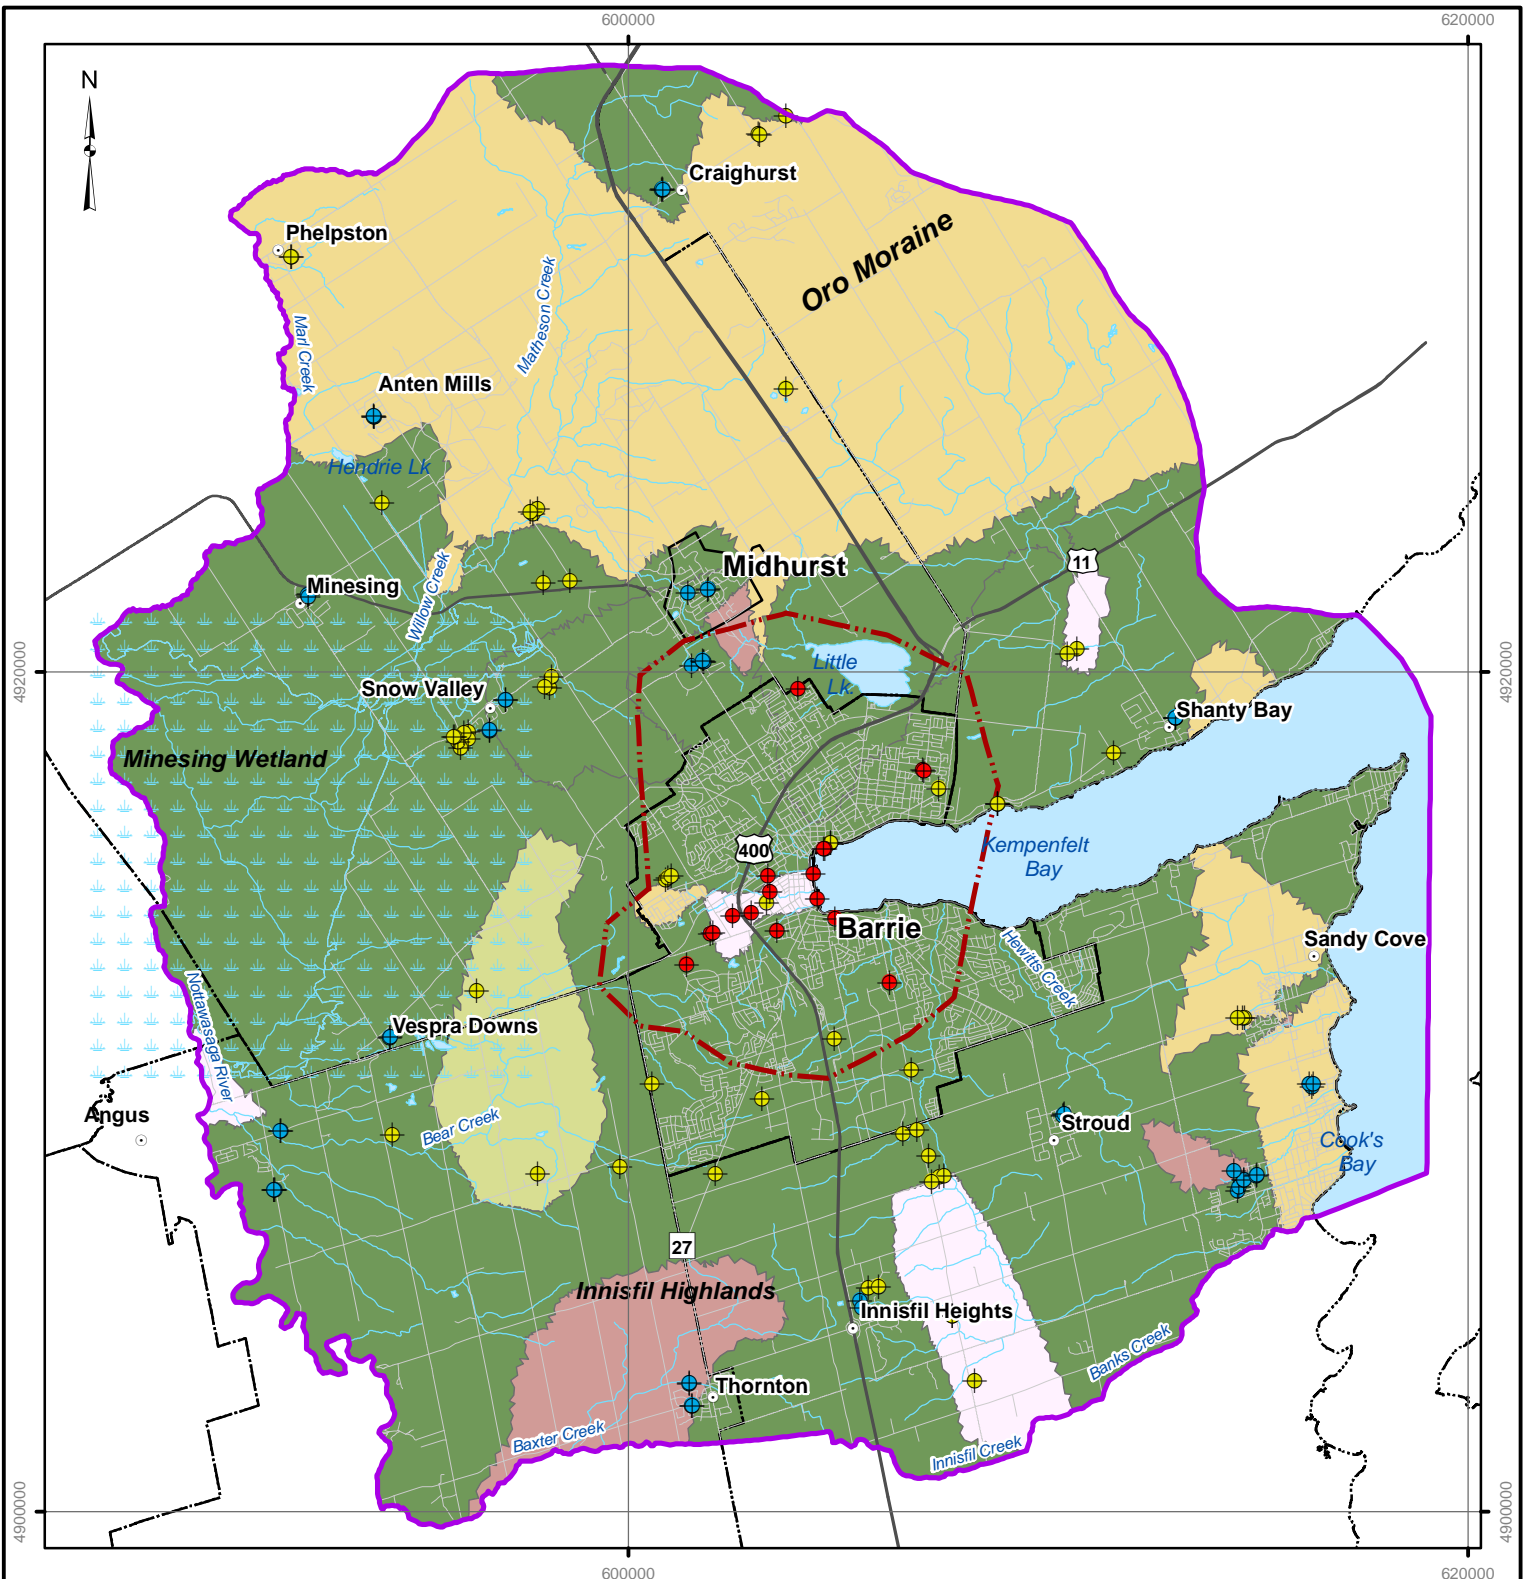 600000
620000
N
Craighurst
Phelpston
Oro Moraine
Matheson Creek
Marl Creek
Anten Mills
Hendrie Lk
Midhurst
11
Willow Creek
Minesing
4920000
4920000
Little
Lk.
Snow Valley
Shanty Bay
Minesing Wetland
400
Kempenfelt
Bay
Barrie
Sandy Cove
Hewitts Creek
Nottawasaga River
Vespra Downs
Angus
Bear Creek
Stroud
Cook's
Bay
27
Innisfil Highlands
Innisfil Heights
Banks Creek
Thornton
Baxter Creek
Innisfil Creek
4900000
4900000
600000
620000